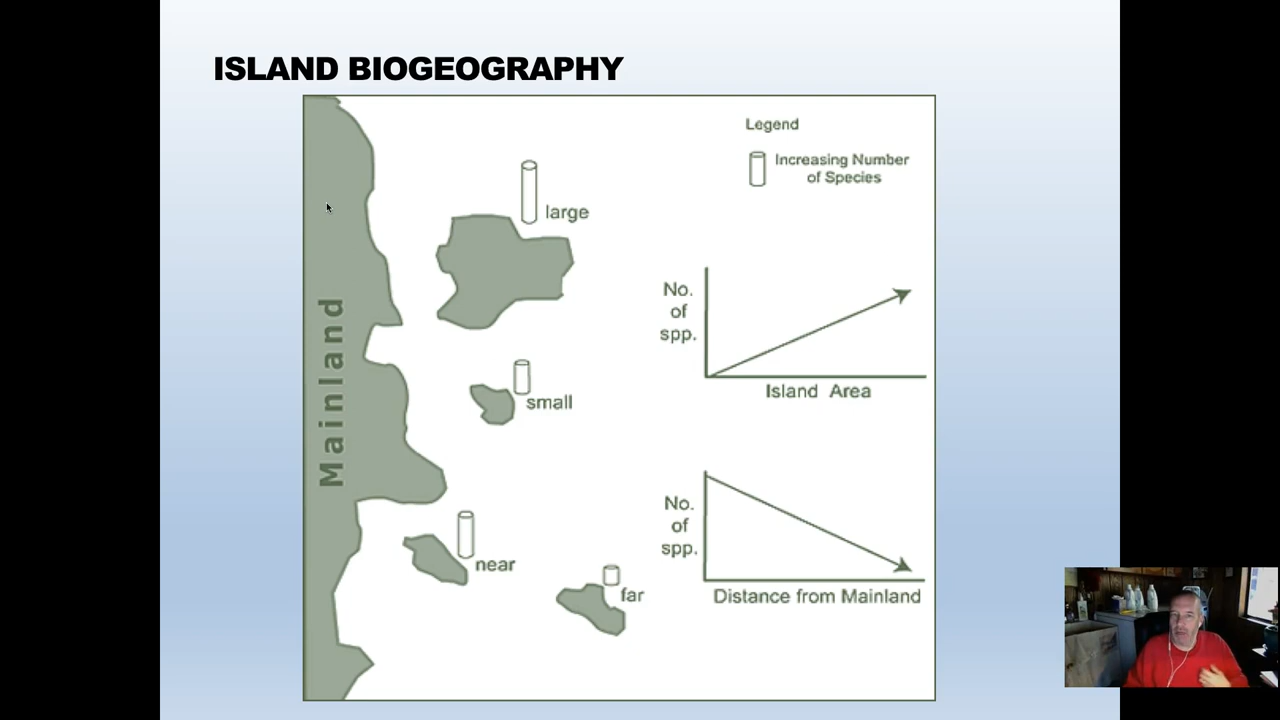 ISLAND BIOGEOGRAPHY
Legend
Increasing Number
of Species
large
No.
of
spp.
Island Area
Mainland
small
No.
of
spp.
near
far
Distance from Mainland